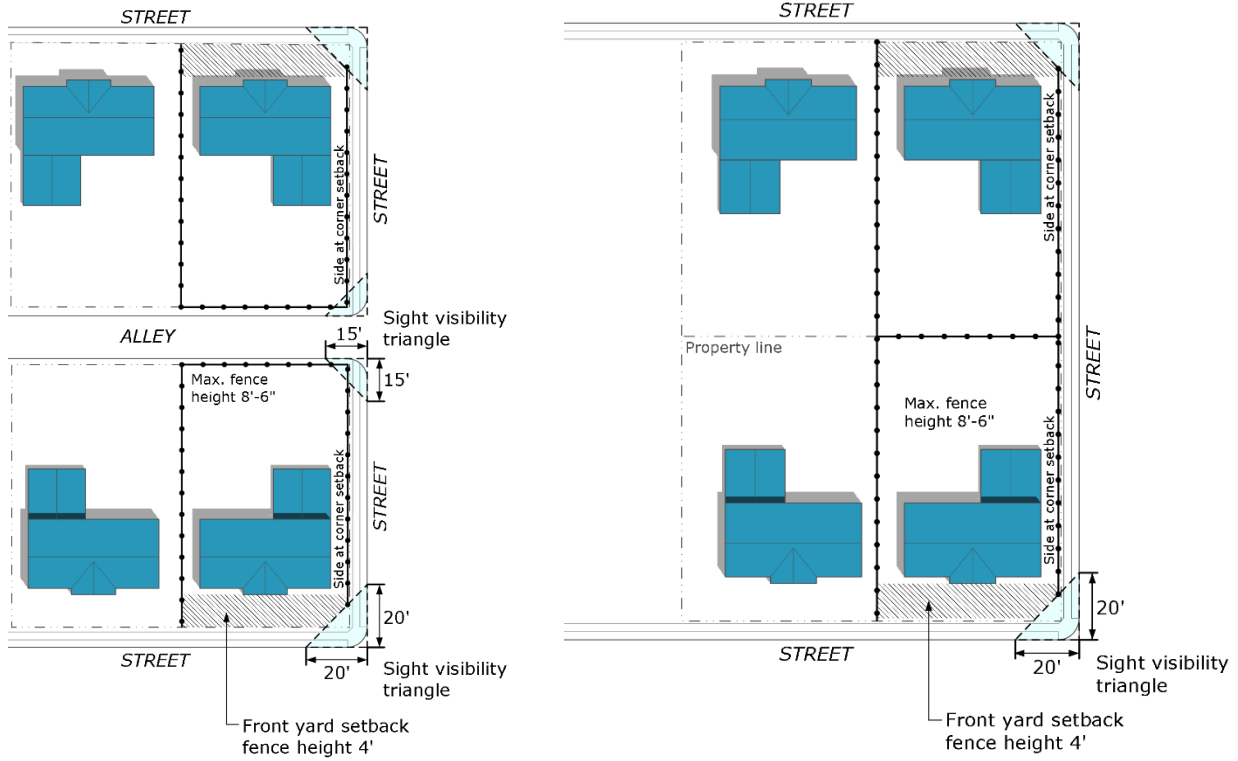 STREET
STREET
Side at corner setback
ALLEY
Sight visibility
triangle
15'
15'
Max. fence
height 8'-6"
STREET
Side at corner setback
20'
20'
STREET
Sight visibility
triangle
Front yard setback
fence height 4'
STREET
Side at corner setback
Property line
STREET
Max. fence
height 8'-6"
Side at corner setback
20'
20'
STREET
Sight visibility
triangle
Front yard setback
fence height 4'